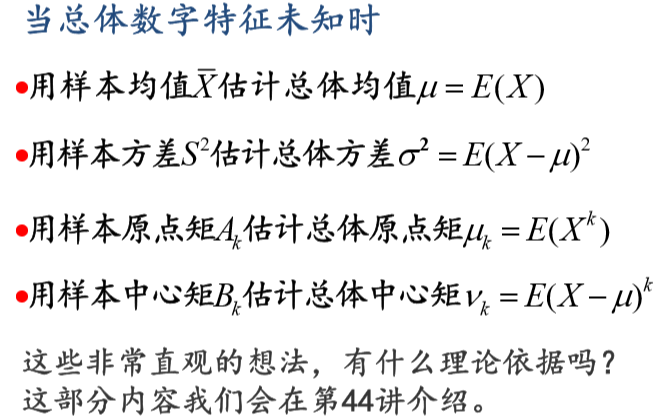 当总体数字特征未知时
•用样本均值X̅估计总体均值μ = E(X)
•用样本方差S²估计总体方差σ² = E(X − μ)²
•用样本原点矩Aₖ估计总体原点矩μₖ = E(Xᵏ)
•用样本中心矩Bₖ估计总体中心矩νₖ = E(X − μ)ᵏ
这些非常直观的想法，有什么理论依据吗？
这部分内容我们会在第44讲介绍。